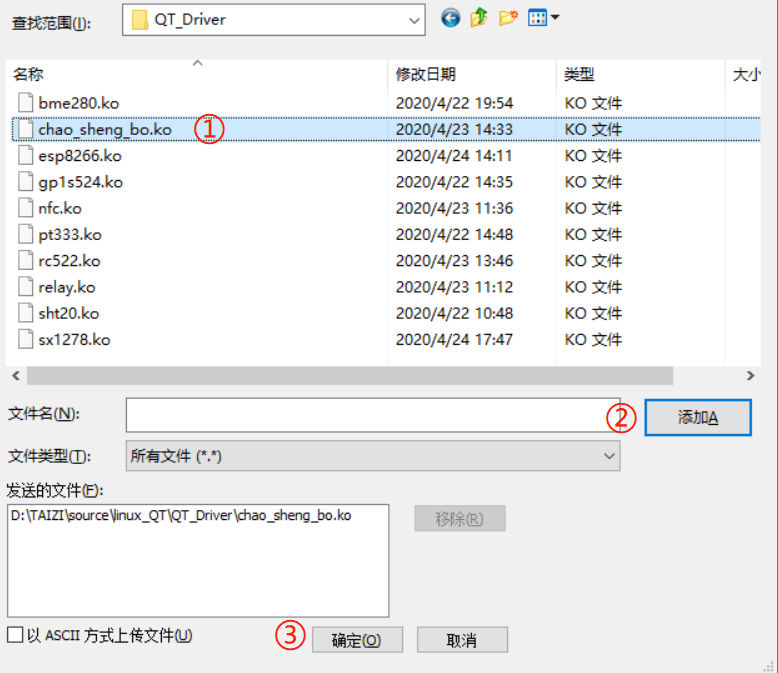 查找范围(I):
QT_Driver
名称 修改日期 类型 大小
bme280.ko 2020/4/22 19:54 KO 文件
chao_sheng_bo.ko ① 2020/4/23 14:33 KO 文件
esp8266.ko 2020/4/24 14:11 KO 文件
gp1s524.ko 2020/4/22 14:35 KO 文件
nfc.ko 2020/4/23 11:36 KO 文件
pt333.ko 2020/4/22 14:48 KO 文件
rc522.ko 2020/4/23 13:46 KO 文件
relay.ko 2020/4/23 11:12 KO 文件
sht20.ko 2020/4/22 10:48 KO 文件
sx1278.ko 2020/4/24 17:47 KO 文件
文件名(N): ② 添加A
文件类型(T): 所有文件 (*.*)
发送的文件(F):
D:\TAIZI\source\linux_QT\QT_Driver\chao_sheng_bo.ko
移除(R)
以 ASCII 方式上传文件(U) ③ 确定(O) 取消